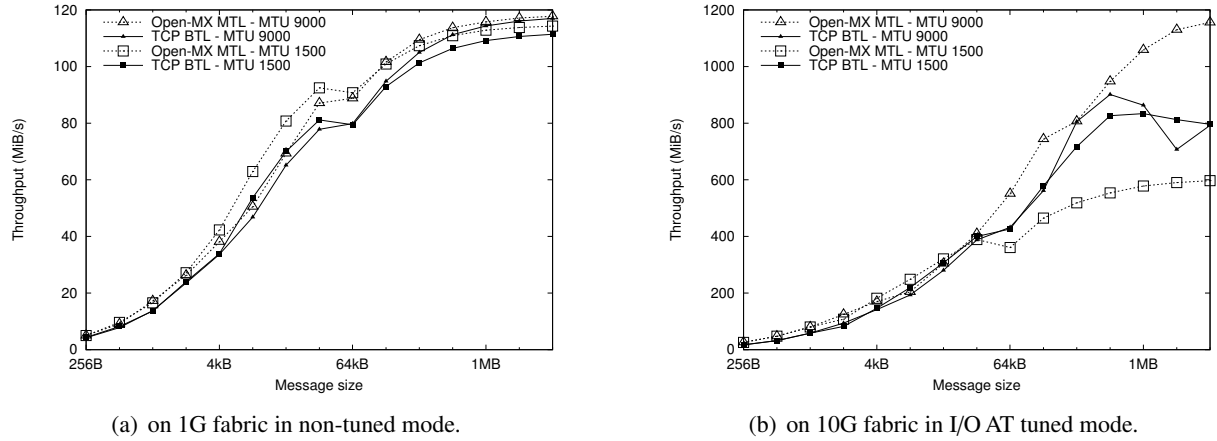 Open-MX MTL - MTU 9000
TCP BTL - MTU 9000
Open-MX MTL - MTU 1500
TCP BTL - MTU 1500
Throughput (MiB/s)
120
100
80
60
40
20
0
256B
4kB
64kB
1MB
Message size
(a) on 1G fabric in non-tuned mode.
Open-MX MTL - MTU 9000
TCP BTL - MTU 9000
Open-MX MTL - MTU 1500
TCP BTL - MTU 1500
Throughput (MiB/s)
1200
1000
800
600
400
200
0
256B
4kB
64kB
1MB
Message size
(b) on 10G fabric in I/O AT tuned mode.